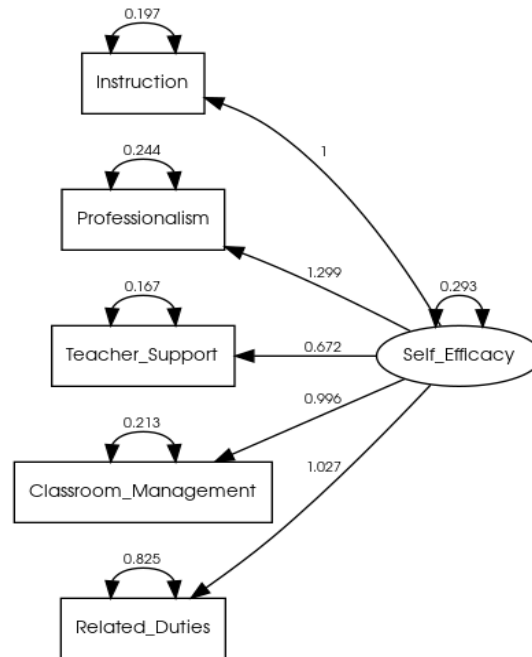 0.197
Instruction
1
0.244
Professionalism
1.299
0.293
0.167
Teacher_Support
0.672
Self_Efficacy
0.996
0.213
Classroom_Management
1.027
0.825
Related_Duties